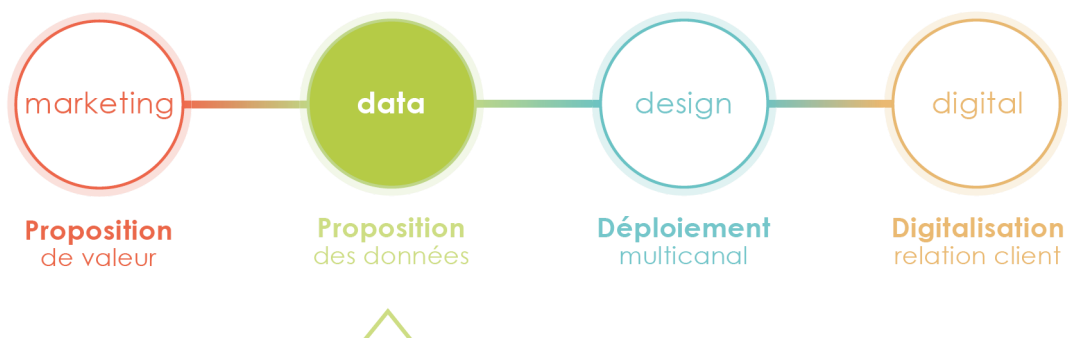 marketing
data
design
digital
Proposition
de valeur
Proposition
des données
Déploiement
multicanal
Digitalisation
relation client